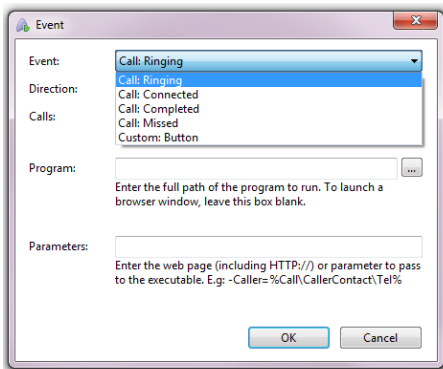 Event
Event:
Call: Ringing
Call: Ringing
Direction:
Call: Connected
Call: Completed
Calls:
Call: Missed
Custom: Button
Program:
...
Enter the full path of the program to run. To launch a
browser window, leave this box blank.
Parameters:
Enter the web page (including HTTP://) or parameter to pass
to the executable. E.g: -Caller=%Call\CallerContact\Tel%
OK
Cancel